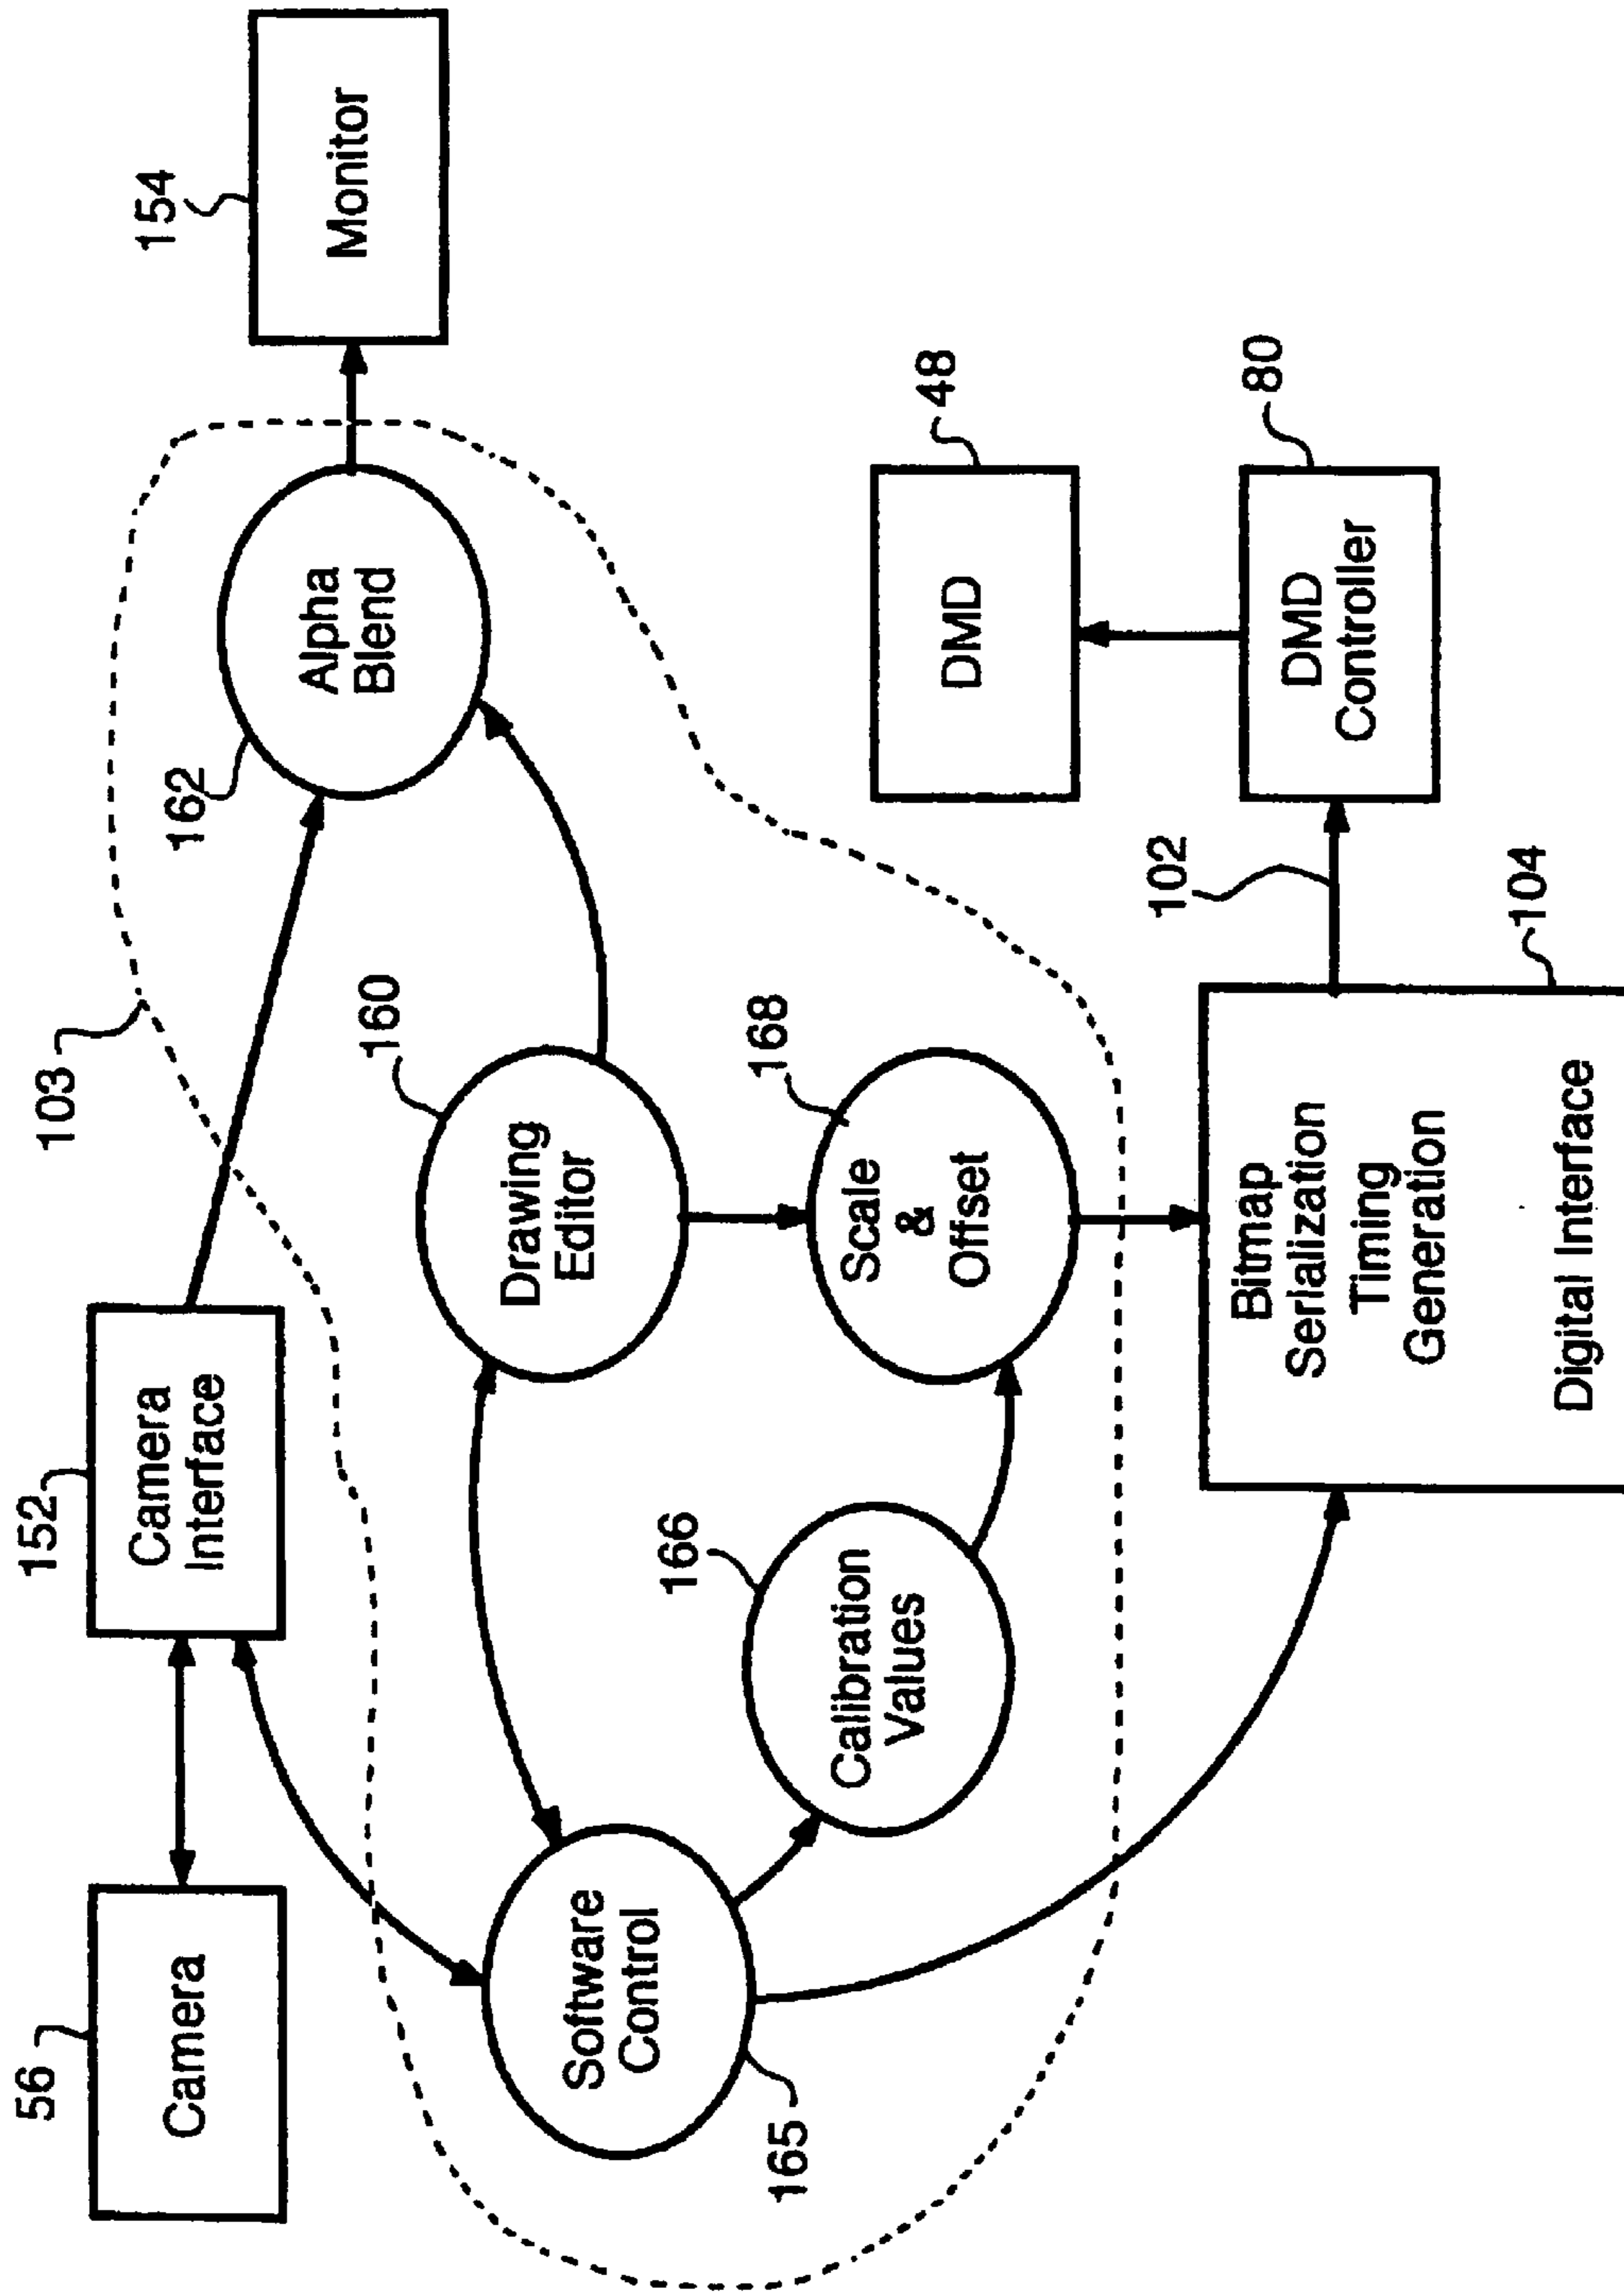 56
Camera
152
Camera
Interface
103
162
Alpha
Blend
154
Monitor
160
Drawing
Editor
165
Software
Control
166
Calibration
Values
168
Scale
&
Offset
48
DMD
80
DMD
Controller
102
104
Bitmap
Serialization
Timing
Generation
Digital Interface